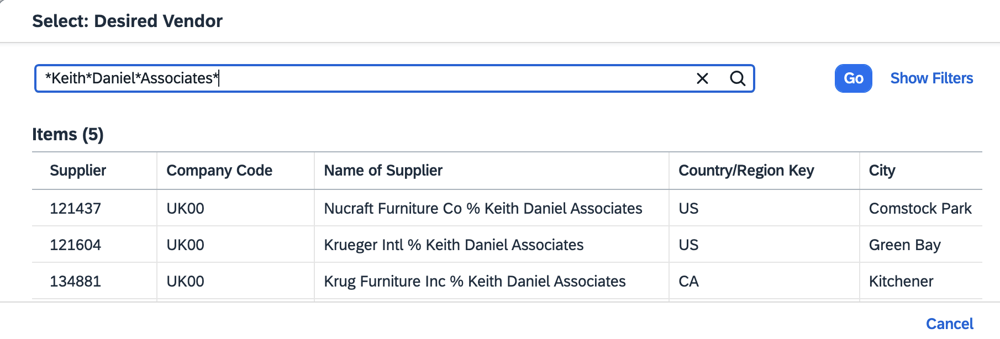 Select: Desired Vendor
*Keith*Daniel*Associates*
Go
Show Filters
Items (5)
Supplier Company Code Name of Supplier Country/Region Key City
121437 UK00 Nucraft Furniture Co % Keith Daniel Associates US Comstock Park
121604 UK00 Krueger Intl % Keith Daniel Associates US Green Bay
134881 UK00 Krug Furniture Inc % Keith Daniel Associates CA Kitchener
Cancel